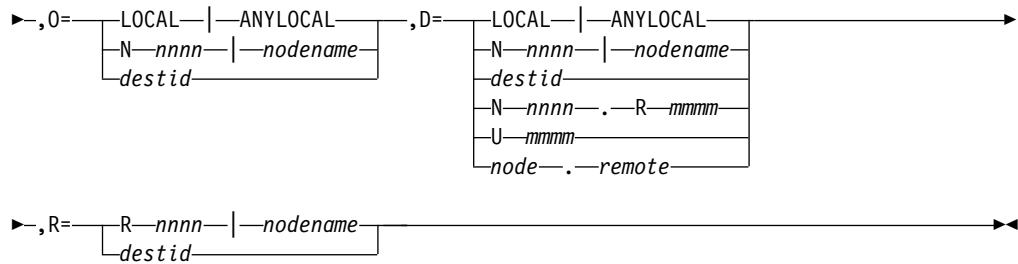 ,O= LOCAL | ANYLOCAL ,D= LOCAL | ANYLOCAL
N nnnn | nodename N nnnn | nodename
destid destid
N nnnn . R mmmm
U mmmm
node . remote
,R= R nnnn | nodename
destid